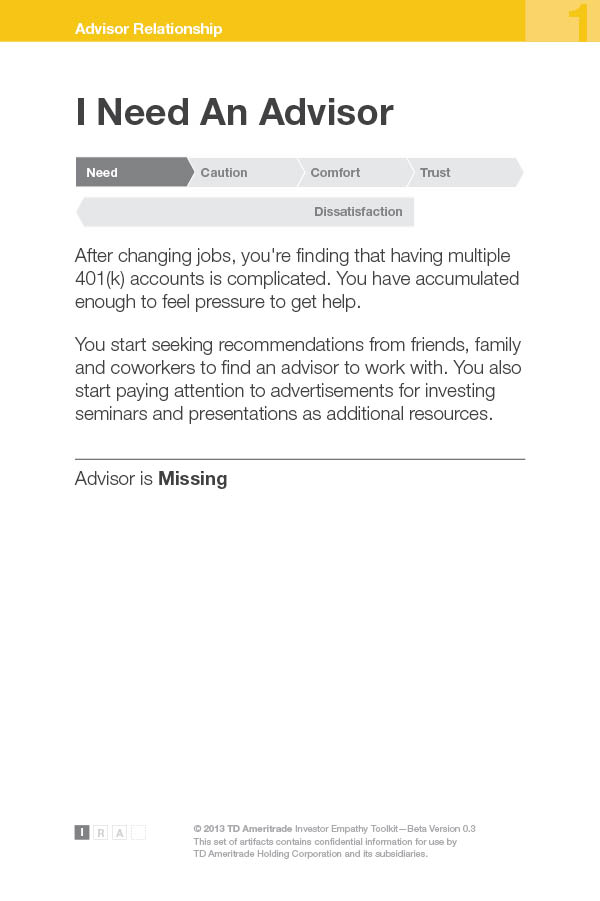 Advisor Relationship
1
I Need An Advisor
Need
Caution
Comfort
Trust
Dissatisfaction
After changing jobs, you're finding that having multiple
401(k) accounts is complicated. You have accumulated
enough to feel pressure to get help.
You start seeking recommendations from friends, family
and coworkers to find an advisor to work with. You also
start paying attention to advertisements for investing
seminars and presentations as additional resources.
Advisor is Missing
I R A
© 2013 TD Ameritrade Investor Empathy Toolkit—Beta Version 0.3
This set of artifacts contains confidential information for use by
TD Ameritrade Holding Corporation and its subsidiaries.